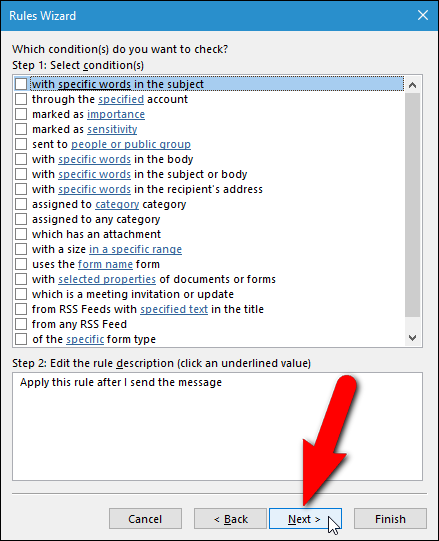 Rules Wizard
Which condition(s) do you want to check?
Step 1: Select condition(s)
with specific words in the subject
through the specified account
marked as importance
marked as sensitivity
sent to people or public group
with specific words in the body
with specific words in the subject or body
with specific words in the recipient's address
assigned to category category
assigned to any category
which has an attachment
with a size in a specific range
uses the form name form
with selected properties of documents or forms
which is a meeting invitation or update
from RSS Feeds with specified text in the title
from any RSS Feed
of the specific form type
Step 2: Edit the rule description (click an underlined value)
Apply this rule after I send the message
Cancel
< Back
Next >
Finish